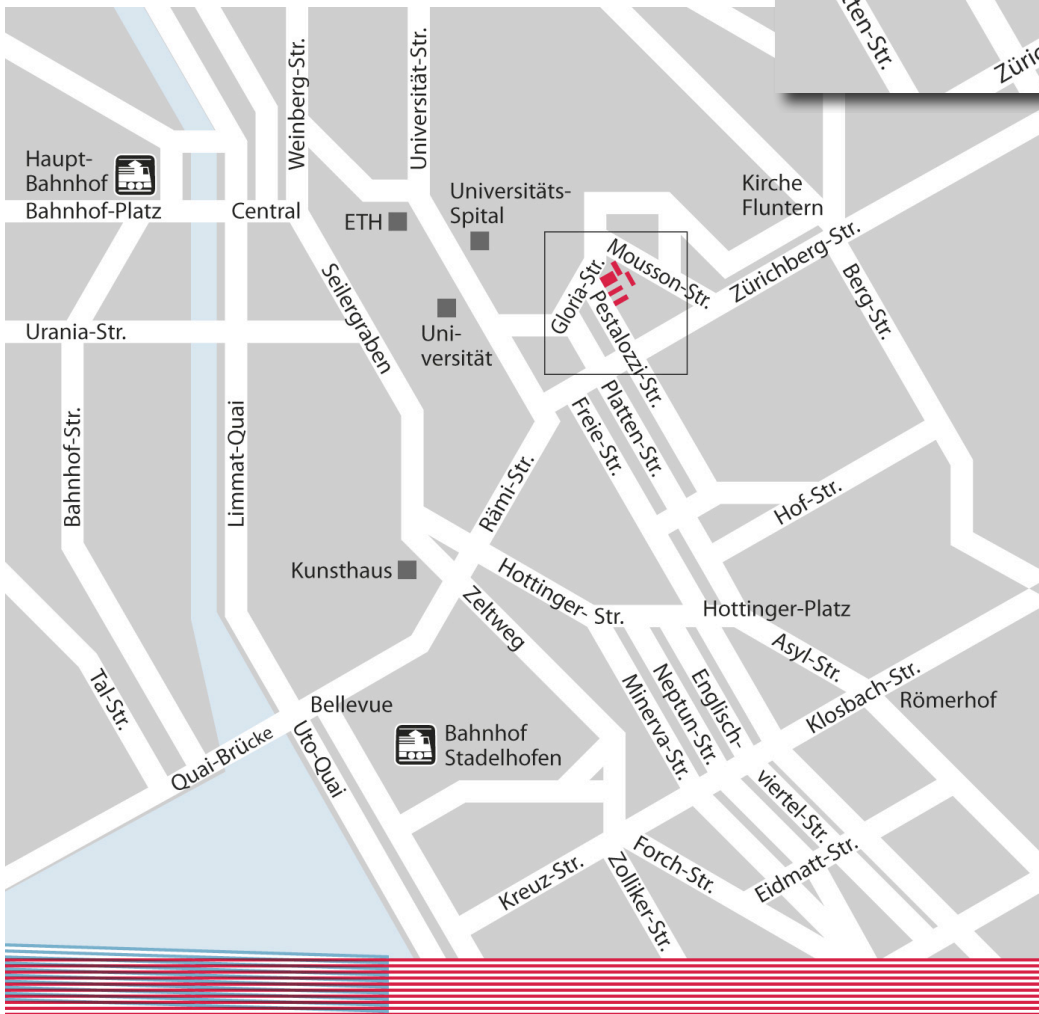 Weinberg-Str.
Universität-Str.
Haupt-
Bahnhof
Bahnhof-Platz
Central
ETH
Universitäts-
Spital
Kirche
Fluntern
Zürichberg-Str.
Berg-Str.
Mousson-Str.
Gloria-Str.
Pestalozzi-Str.
Platten-Str.
Freie-Str.
Uni-
versität
Seilergraben
Urania-Str.
Bahnhof-Str.
Limmat-Quai
Rämi-Str.
Hof-Str.
Kunsthaus
Hottinger- Str.
Zeltweg
Hottinger-Platz
Asyl-Str.
Römerhof
Klosbach-Str.
Englisch-
viertel-Str.
Neptun-Str.
Minerva-Str.
Tal-Str.
Bellevue
Quai-Brücke
Uto-Quai
Bahnhof
Stadelhofen
Kreuz-Str.
Forch-Str.
Zolliker-Str.
Eidmatt-Str.